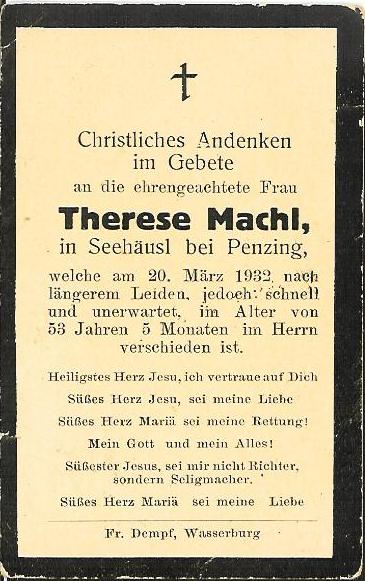 Christliches Andenken
im Gebete
an die ehrengeachtete Frau
Therese Machl,
in Seehäusl bei Penzing,
welche am 20. März 1932 nach
längerem Leiden, jedoch schnell
und unerwartet, im Alter von
53 Jahren 5 Monaten im Herrn
verschieden ist.
Heiligstes Herz Jesu, ich vertraue auf Dich
Süßes Herz Jesu, sei meine Liebe
Süßes Herz Mariä sei meine Rettung!
Mein Gott und mein Alles!
Süßester Jesus, sei mir nicht Richter,
sondern Seligmacher.
Süßes Herz Mariä sei meine Liebe
Fr. Dempf, Wasserburg